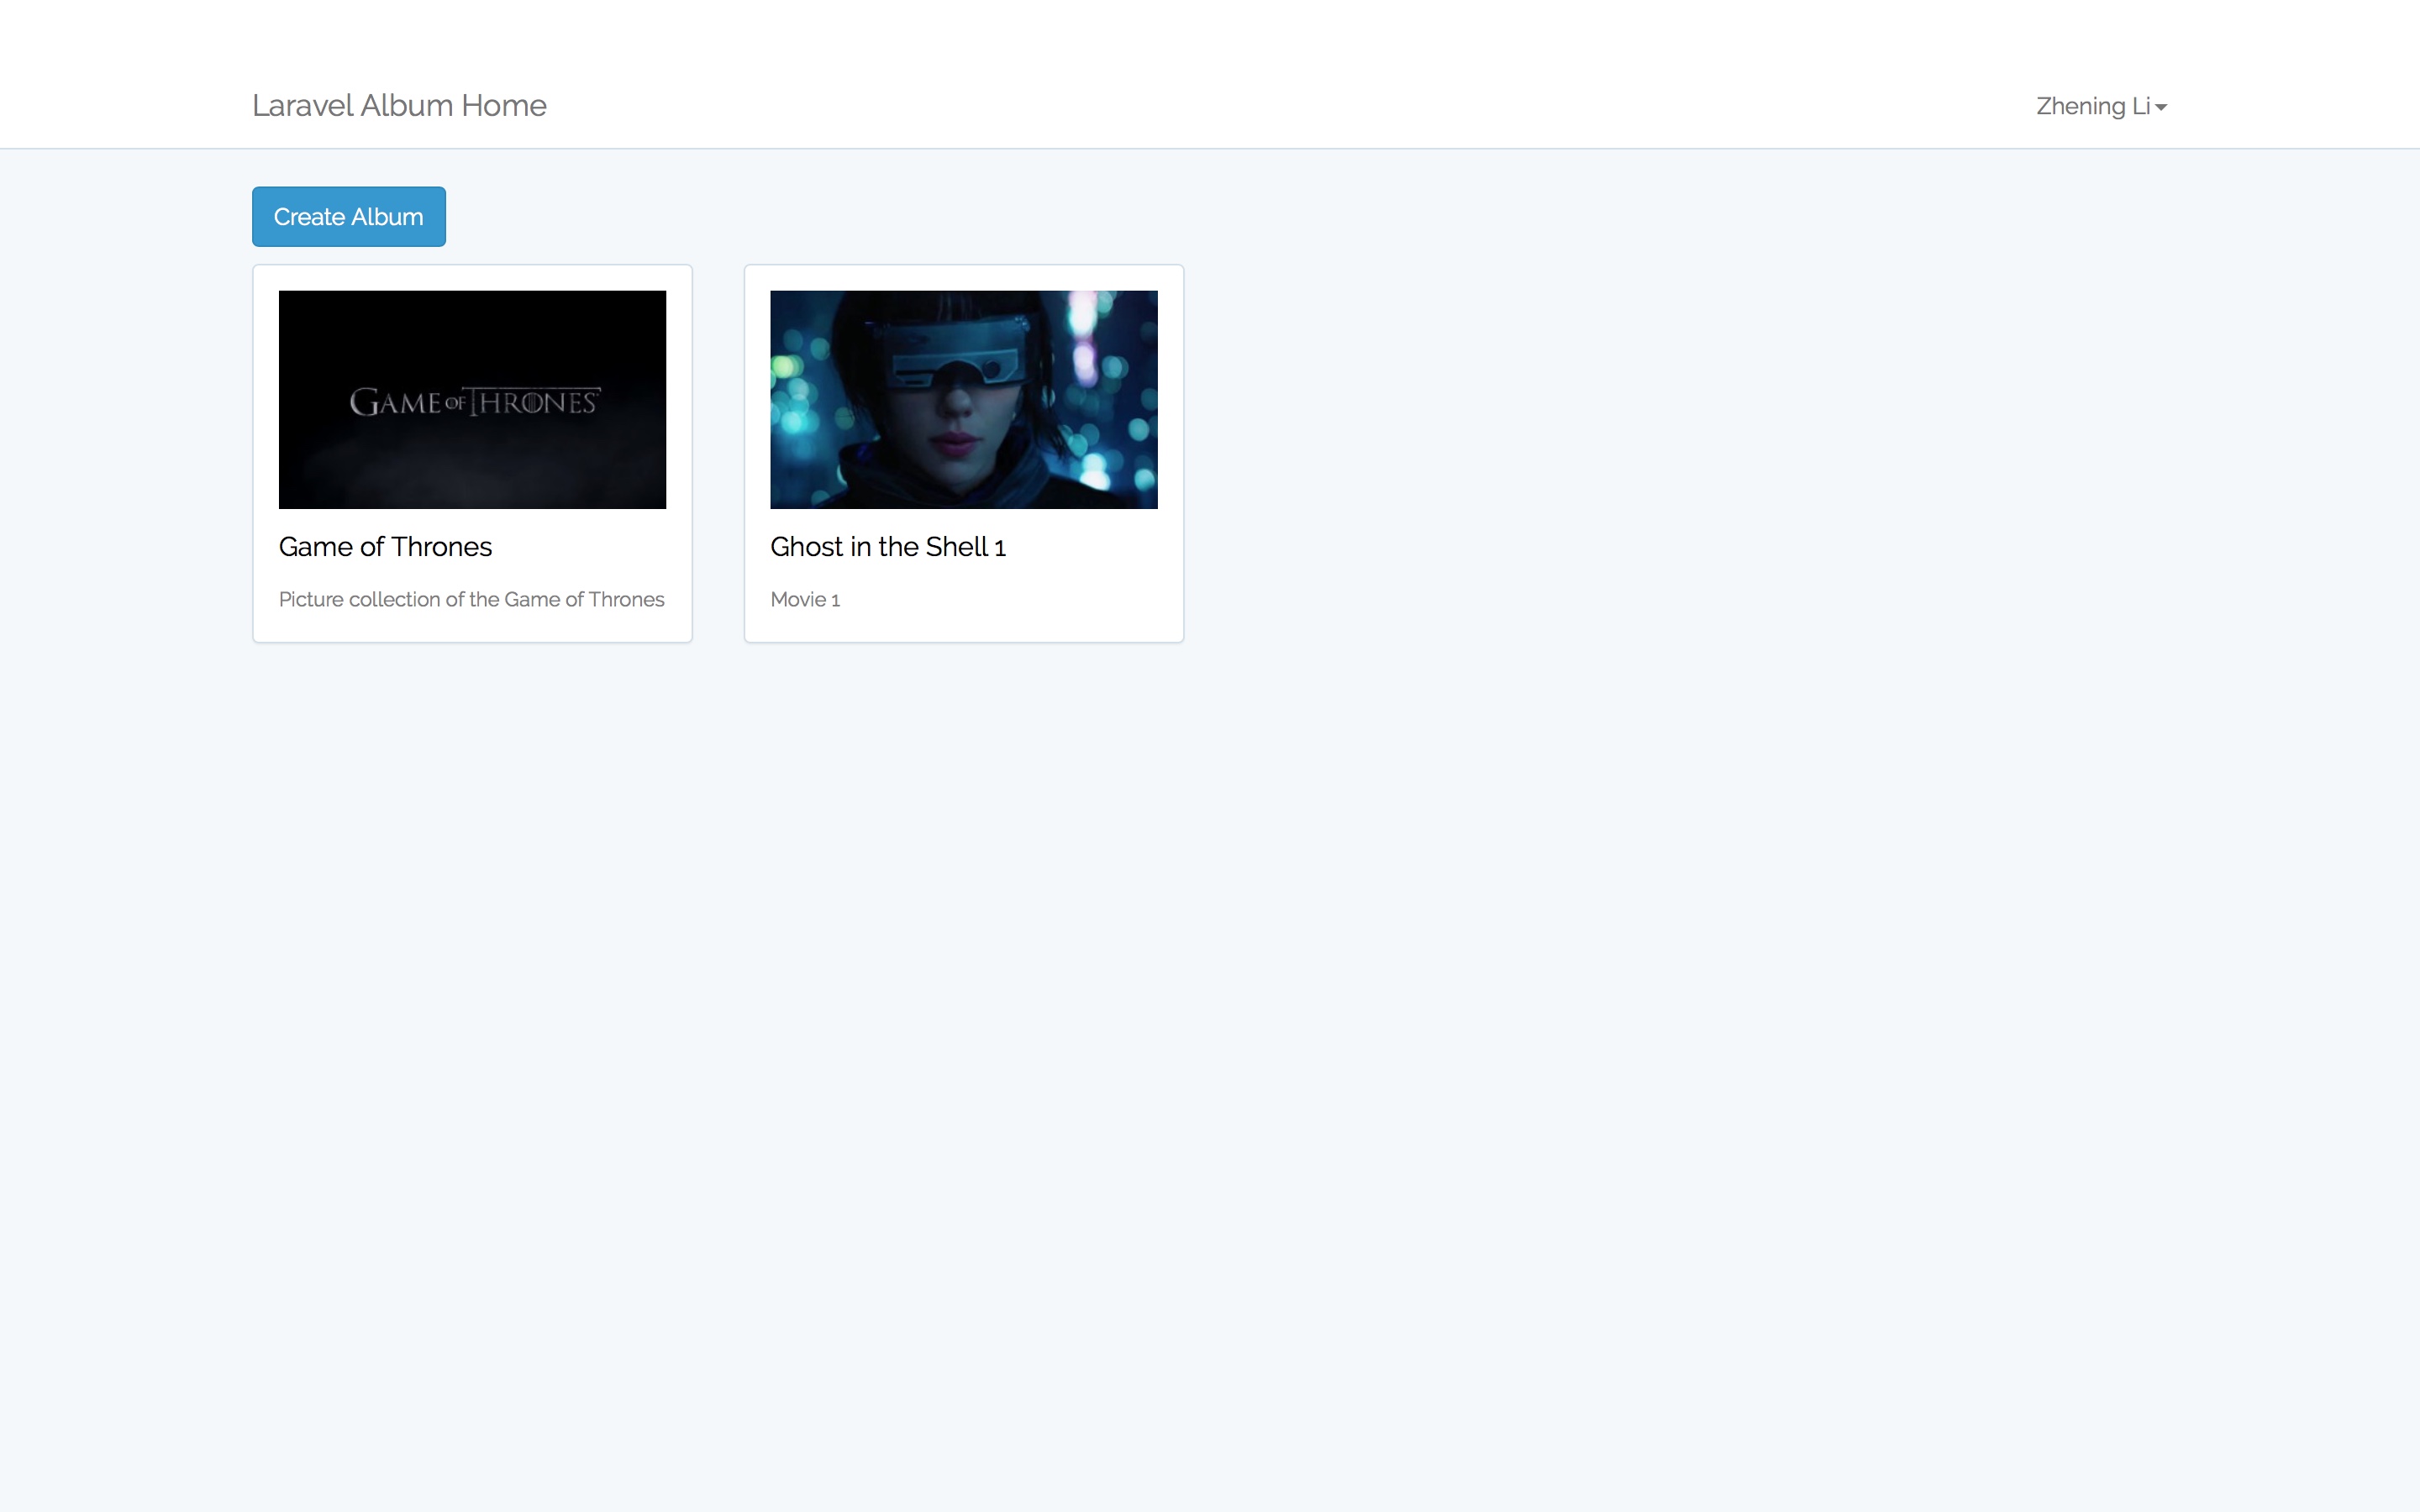 Laravel Album Home
Zhening Li
Create Album
GAME OF THRONES
Game of Thrones
Picture collection of the Game of Thrones
Ghost in the Shell 1
Movie 1